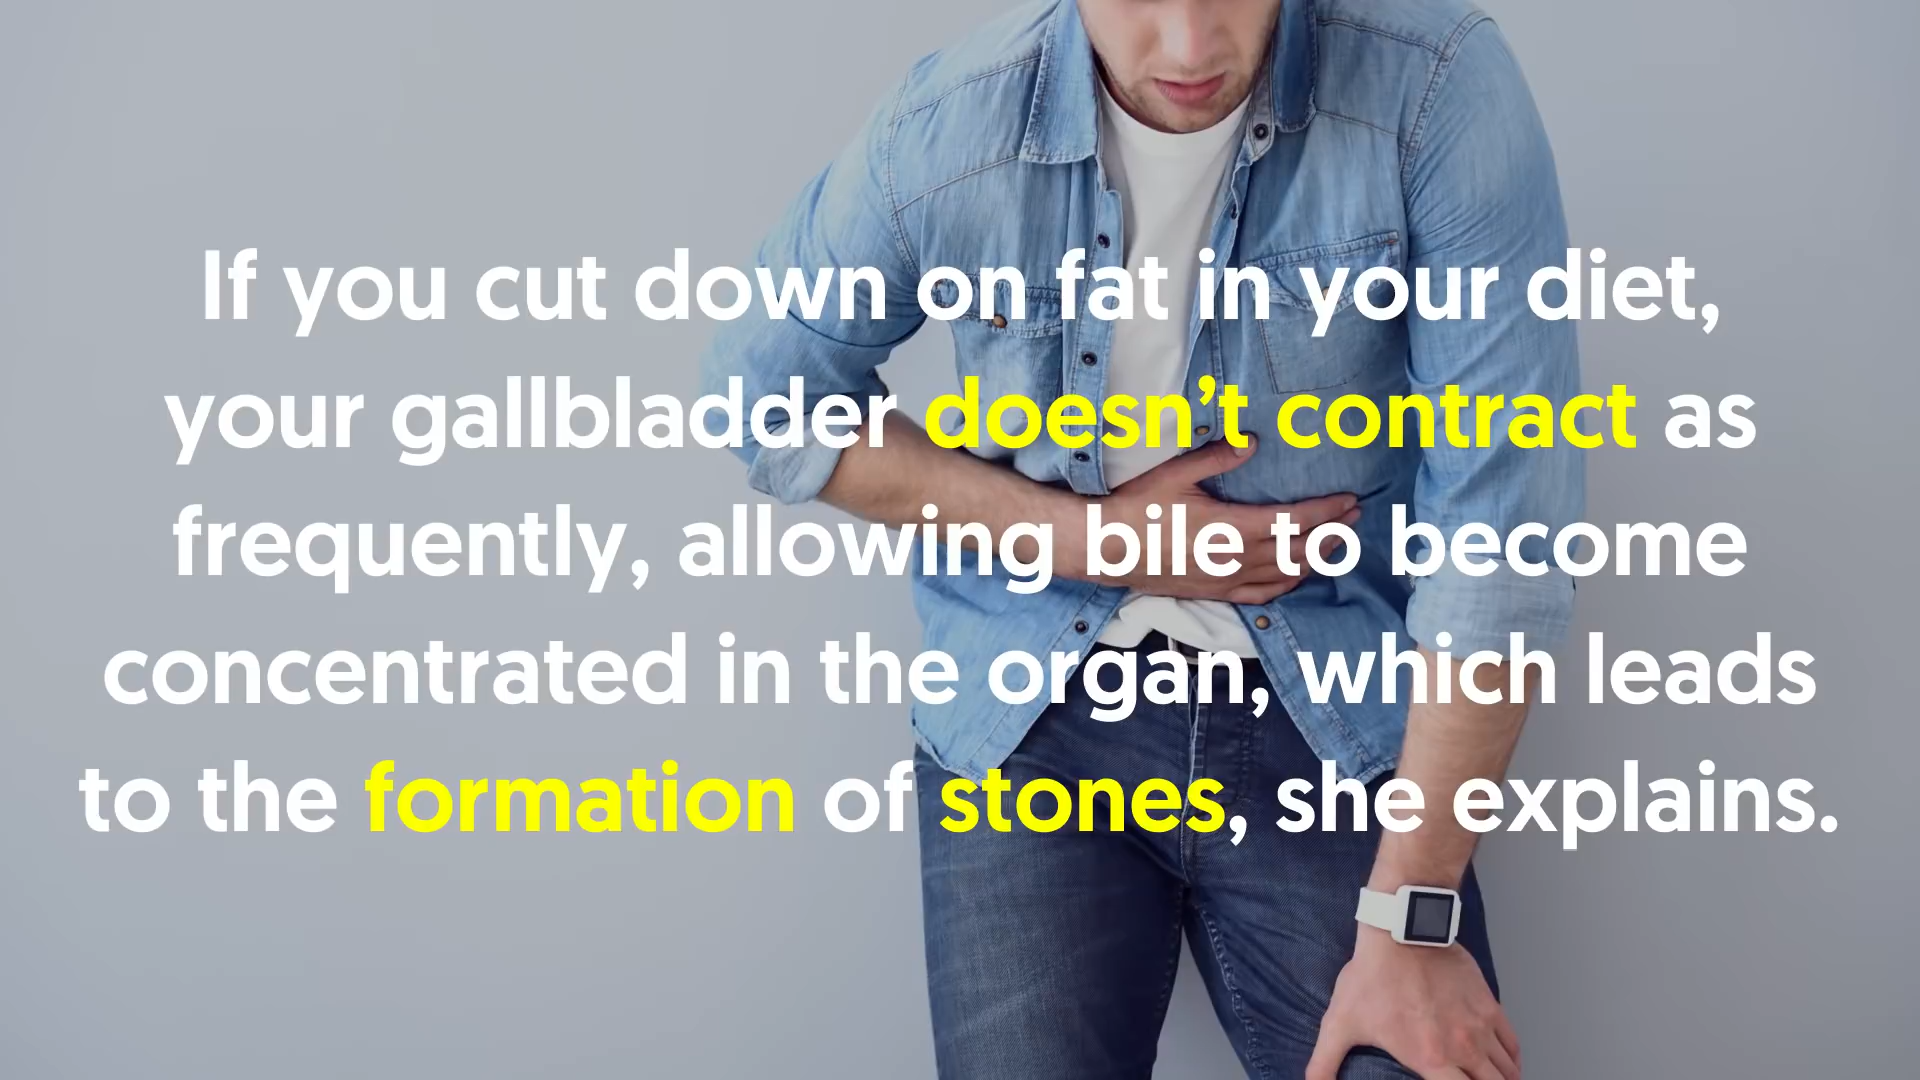 If you cut down on fat in your diet,
your gallbladder doesn’t contract as
frequently, allowing bile to become
concentrated in the organ, which leads
to the formation of stones, she explains.